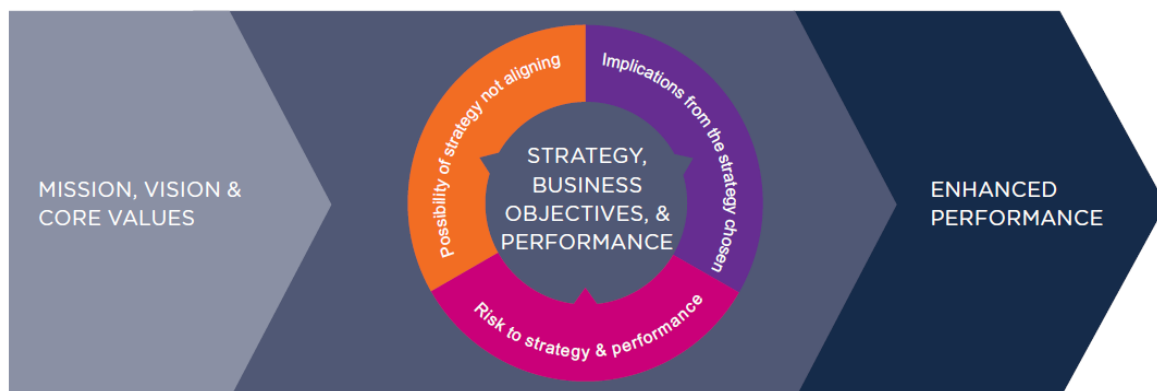 MISSION, VISION &
CORE VALUES
Possibility of strategy not aligning
Implications from the strategy chosen
Risk to strategy & performance
STRATEGY,
BUSINESS
OBJECTIVES, &
PERFORMANCE
ENHANCED
PERFORMANCE